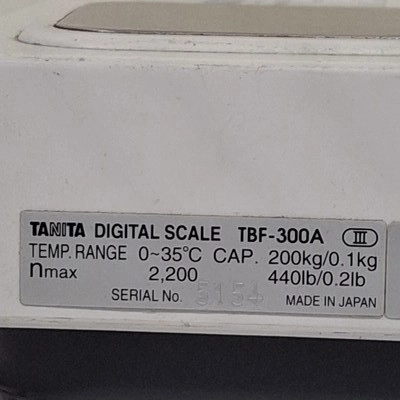 TANITA DIGITAL SCALE TBF-300A III
TEMP. RANGE 0~35°C CAP. 200kg/0.1kg
nmax 2,200 440lb/0.2lb
SERIAL No. 5154 MADE IN JAPAN